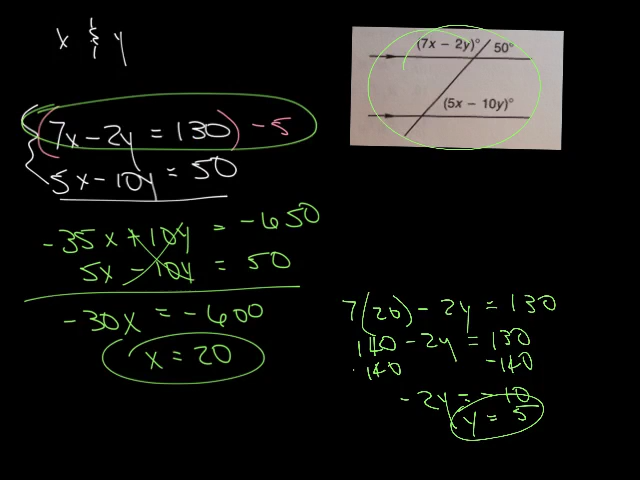 x & y
(7x - 2y)° 50°
(5x - 10y)°
(7x - 2y = 130) - 5
5x - 10y = 50
-35x + 10y = -650
5x - 10y = 50
-30x = -600
x = 20
7(20) - 2y = 130
140 - 2y = 130
-140 -140
-2y = -10
y = 5